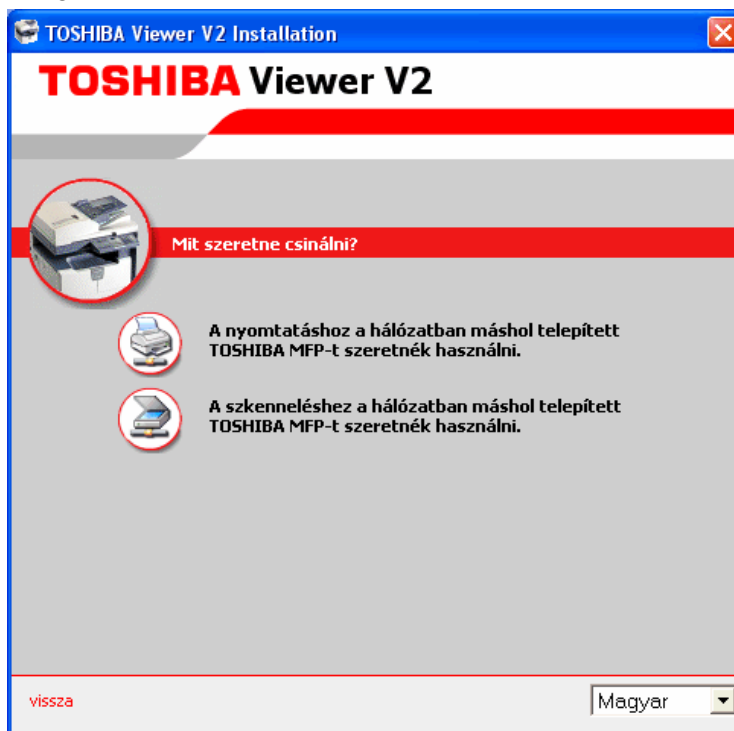 TOSHIBA Viewer V2 Installation
TOSHIBA Viewer V2
Mit szeretne csinálni?
A nyomtatáshoz a hálózatban máshol telepített
TOSHIBA MFP-t szeretnék használni.
A szkenneléshez a hálózatban máshol telepített
TOSHIBA MFP-t szeretnék használni.
vissza
Magyar